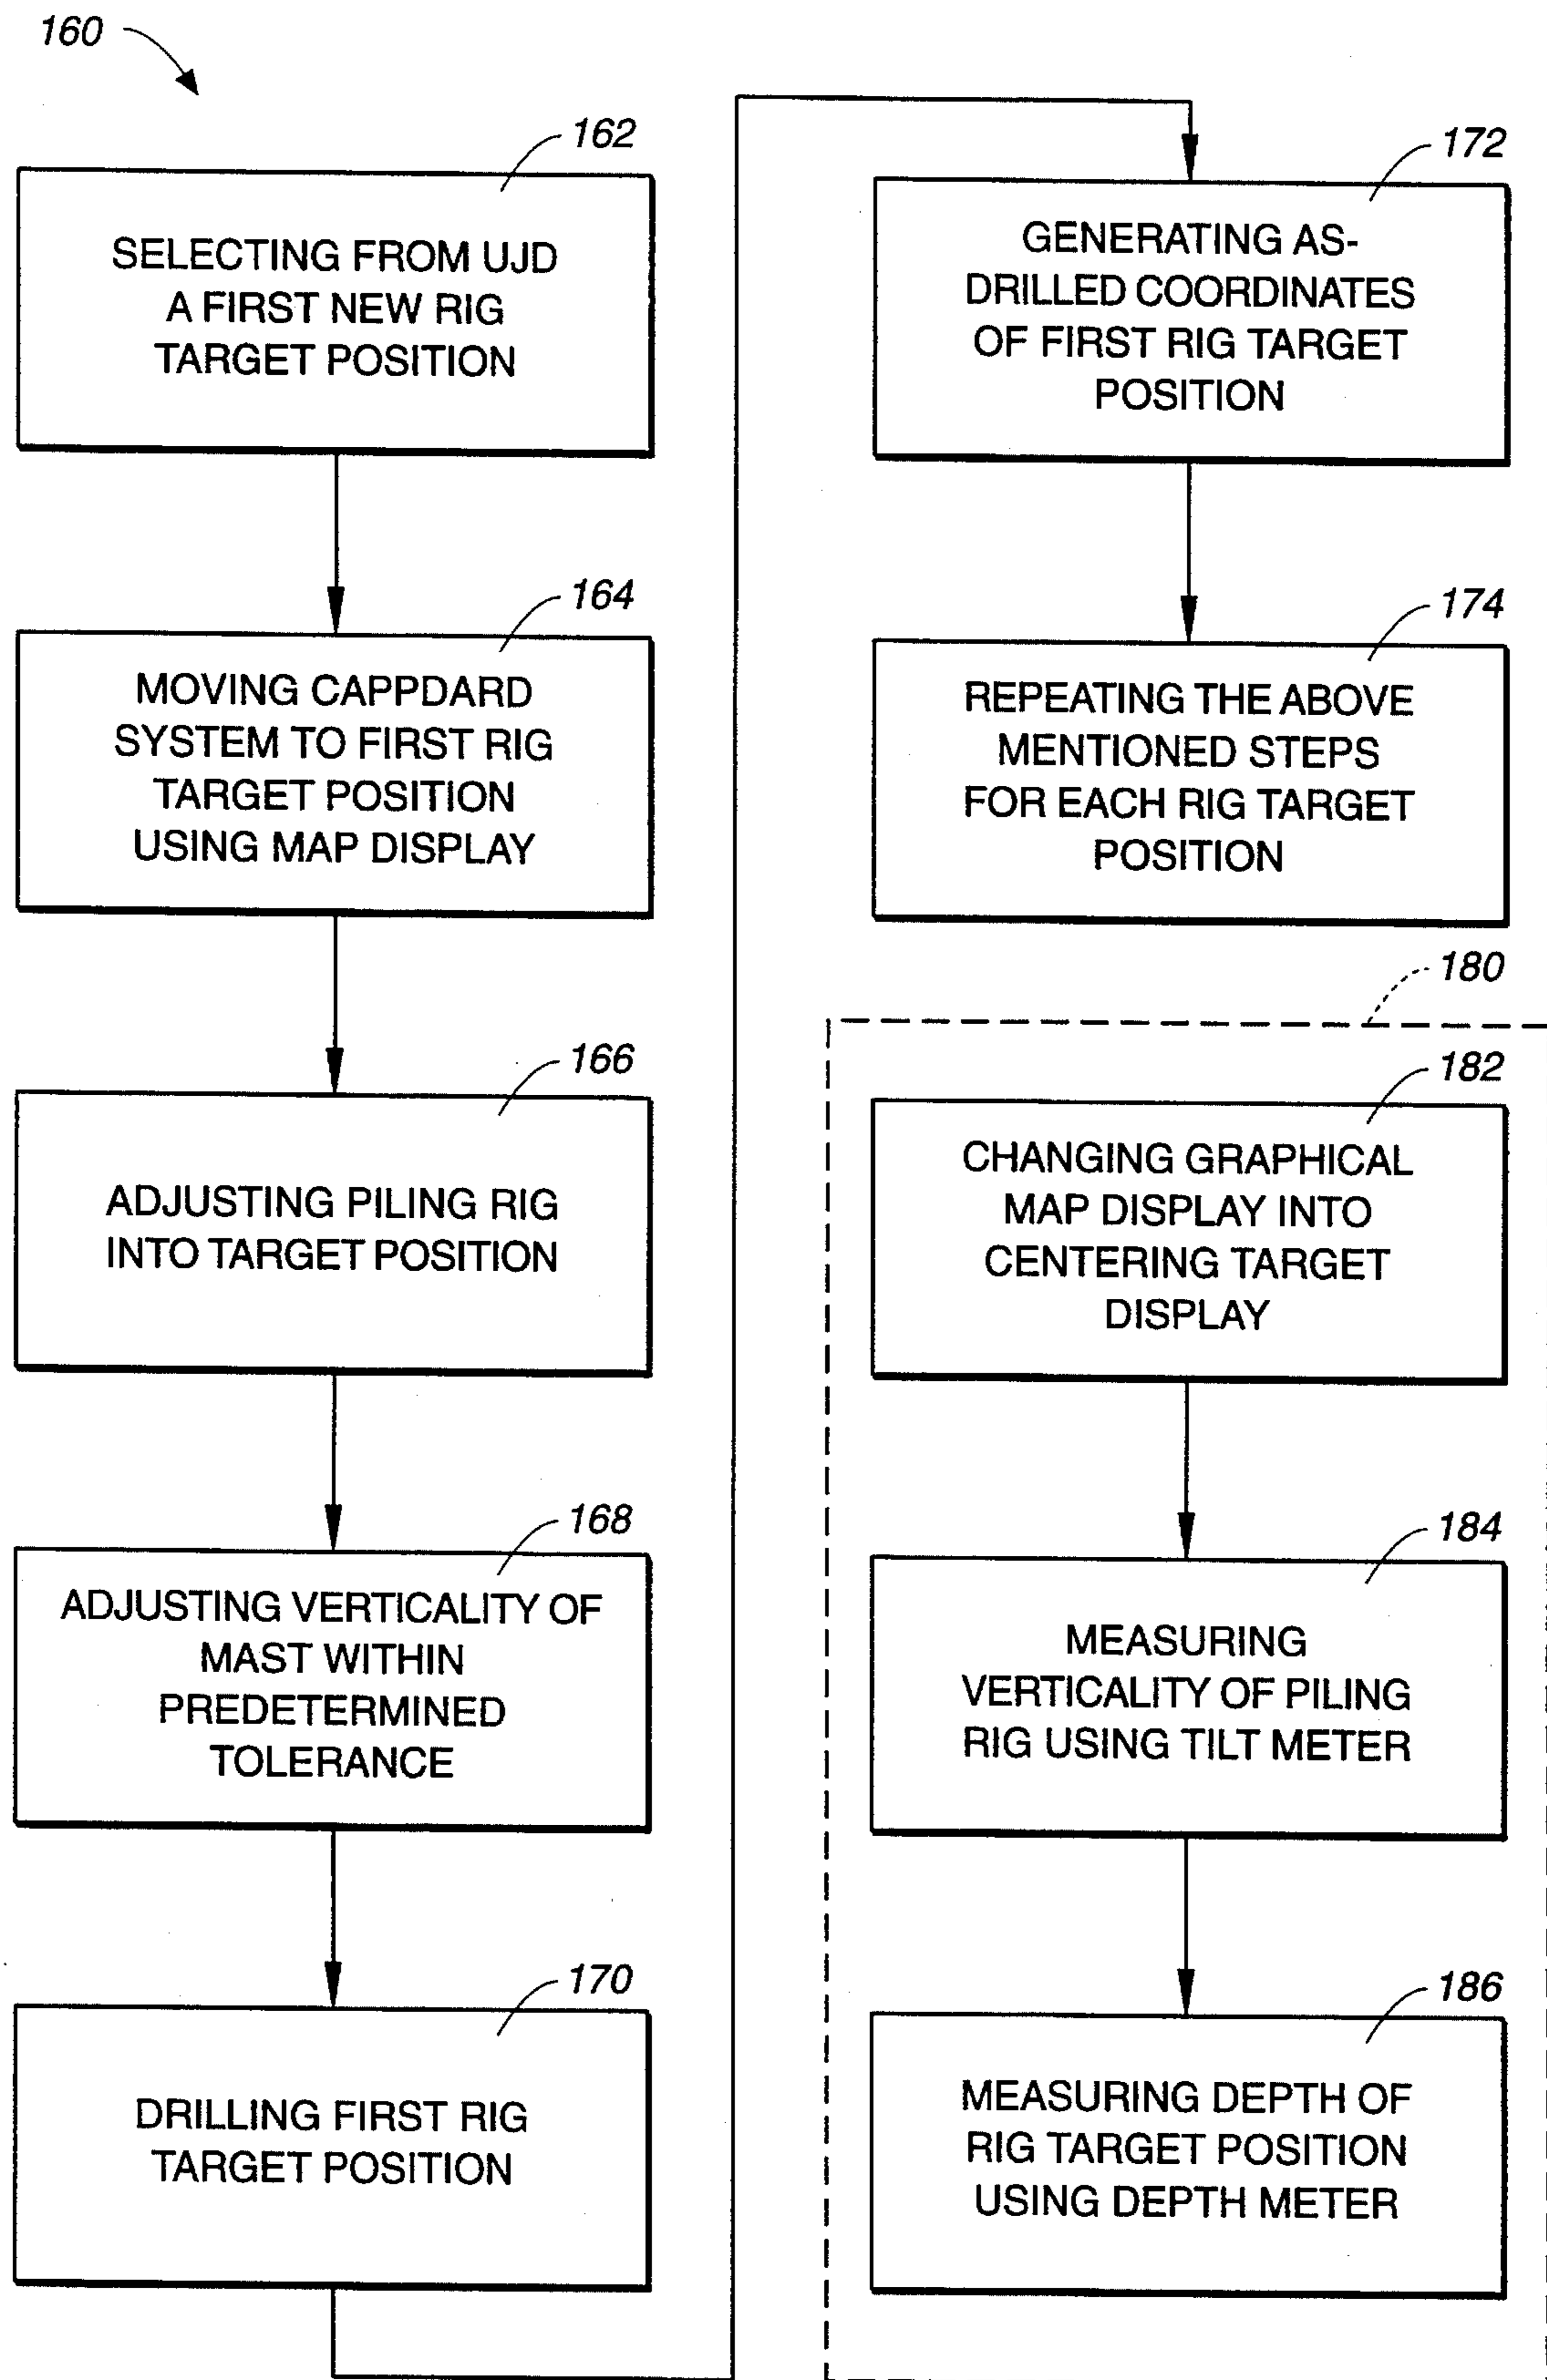 160
162
SELECTING FROM UJD
A FIRST NEW RIG
TARGET POSITION
164
MOVING CAPPDARD
SYSTEM TO FIRST RIG
TARGET POSITION
USING MAP DISPLAY
166
ADJUSTING PILING RIG
INTO TARGET POSITION
168
ADJUSTING VERTICALITY OF
MAST WITHIN
PREDETERMINED
TOLERANCE
170
DRILLING FIRST RIG
TARGET POSITION
172
GENERATING AS-
DRILLED COORDINATES
OF FIRST RIG TARGET
POSITION
174
REPEATING THE ABOVE
MENTIONED STEPS
FOR EACH RIG TARGET
POSITION
180
182
CHANGING GRAPHICAL
MAP DISPLAY INTO
CENTERING TARGET
DISPLAY
184
MEASURING
VERTICALITY OF PILING
RIG USING TILT METER
186
MEASURING DEPTH OF
RIG TARGET POSITION
USING DEPTH METER